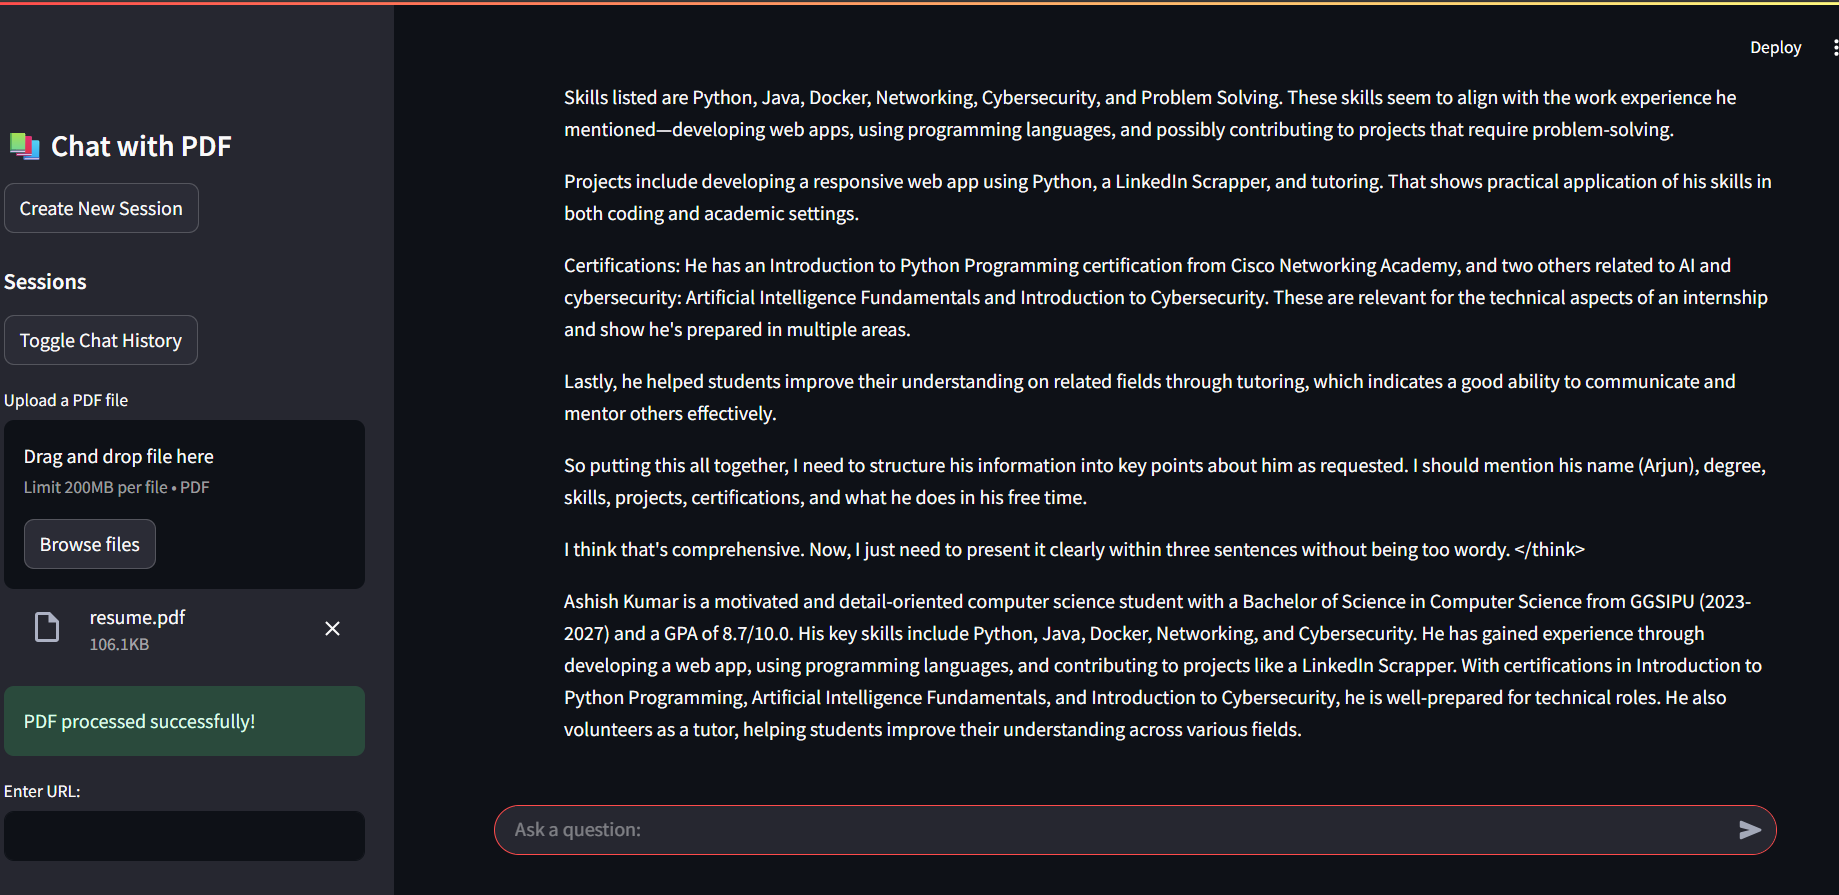 Deploy
Chat with PDF
Create New Session
Sessions
Toggle Chat History
Upload a PDF file
Drag and drop file here
Limit 200MB per file • PDF
Browse files
resume.pdf
106.1KB
PDF processed successfully!
Enter URL:
Skills listed are Python, Java, Docker, Networking, Cybersecurity, and Problem Solving. These skills seem to align with the work experience he
mentioned—developing web apps, using programming languages, and possibly contributing to projects that require problem-solving.
Projects include developing a responsive web app using Python, a LinkedIn Scrapper, and tutoring. That shows practical application of his skills in
both coding and academic settings.
Certifications: He has an Introduction to Python Programming certification from Cisco Networking Academy, and two others related to AI and
cybersecurity: Artificial Intelligence Fundamentals and Introduction to Cybersecurity. These are relevant for the technical aspects of an internship
and show he's prepared in multiple areas.
Lastly, he helped students improve their understanding on related fields through tutoring, which indicates a good ability to communicate and
mentor others effectively.
So putting this all together, I need to structure his information into key points about him as requested. I should mention his name (Arjun), degree,
skills, projects, certifications, and what he does in his free time.
I think that's comprehensive. Now, I just need to present it clearly within three sentences without being too wordy. </think>
Ashish Kumar is a motivated and detail-oriented computer science student with a Bachelor of Science in Computer Science from GGSIPU (2023-
2027) and a GPA of 8.7/10.0. His key skills include Python, Java, Docker, Networking, and Cybersecurity. He has gained experience through
developing a web app, using programming languages, and contributing to projects like a LinkedIn Scrapper. With certifications in Introduction to
Python Programming, Artificial Intelligence Fundamentals, and Introduction to Cybersecurity, he is well-prepared for technical roles. He also
volunteers as a tutor, helping students improve their understanding across various fields.
Ask a question: